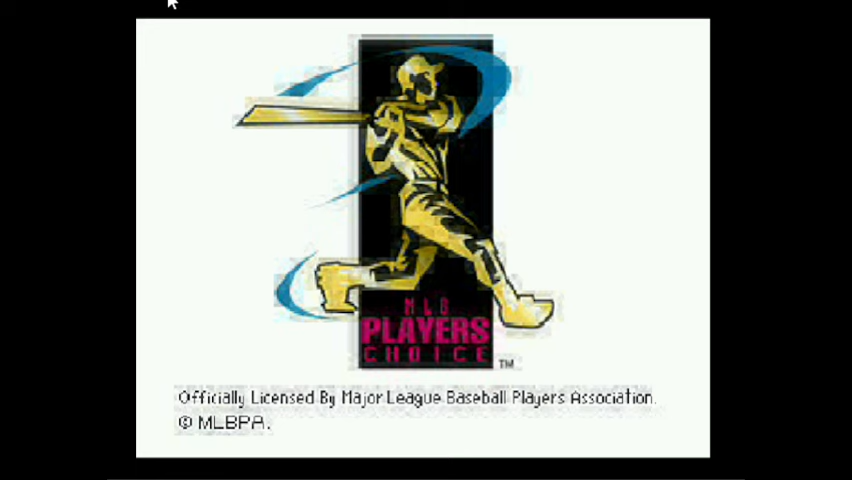 MLB
PLAYERS
CHOICE
TM
Officially Licensed By Major League Baseball Players Association.
© MLBPA.